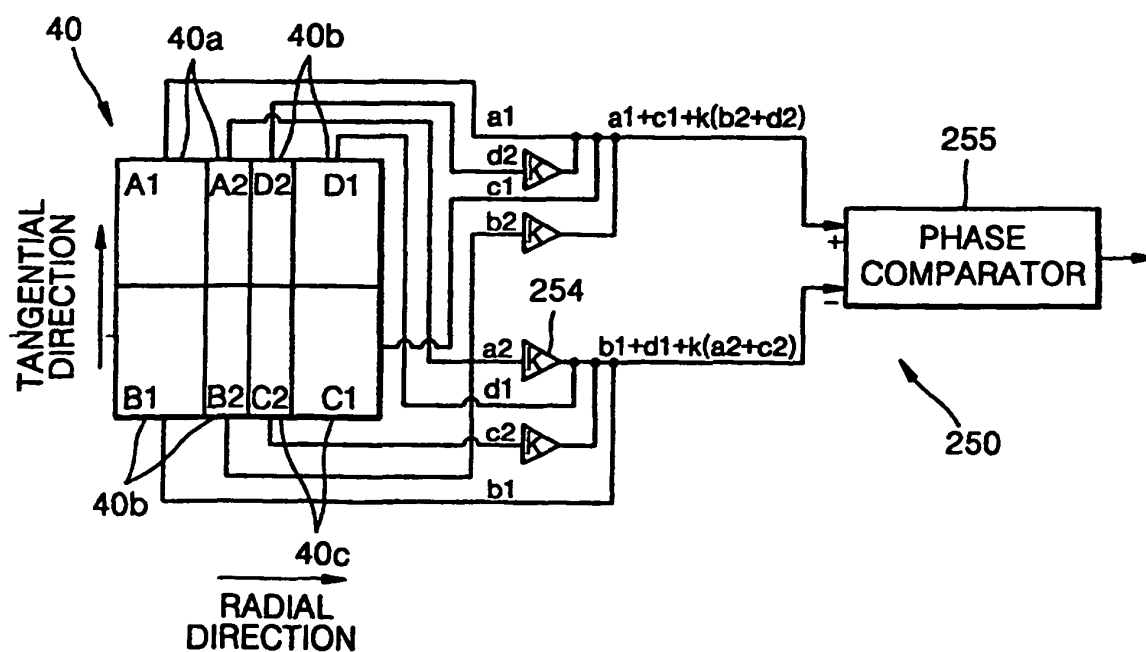 40
40a
40b
a1
a1+c1+k(b2+d2)
d2
K
c1
255
A1
A2
D2
D1
b2
K
PHASE
COMPARATOR
+
-
TANGENTIAL
DIRECTION
254
a2
K
b1+d1+k(a2+c2)
d1
B1
B2
C2
C1
c2
K
250
40b
b1
40c
RADIAL
DIRECTION